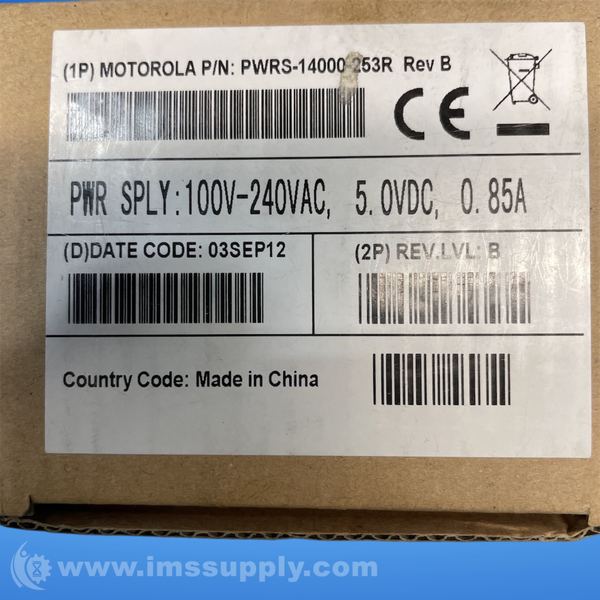 (1P) MOTOROLA P/N: PWRS-14000-253R Rev B
CE
PWR SPLY:100V-240VAC, 5.0VDC, 0.85A
(D)DATE CODE: 03SEP12
(2P) REV.LVL: B
Country Code: Made in China
www.imssupply.com